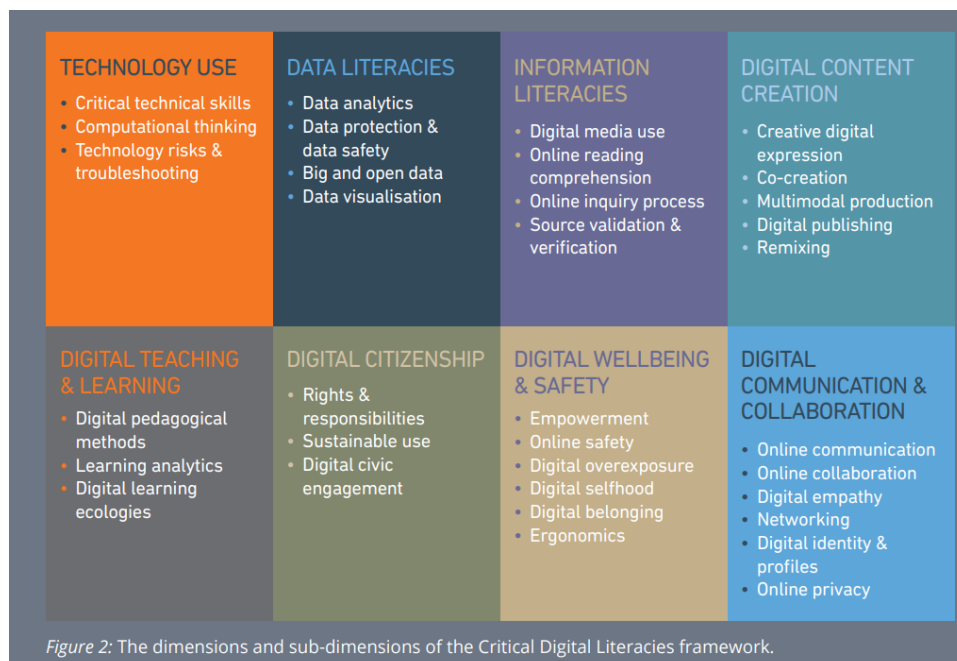 TECHNOLOGY USE
• Critical technical skills
• Computational thinking
• Technology risks &
troubleshooting
DATA LITERACIES
• Data analytics
• Data protection &
data safety
• Big and open data
• Data visualisation
INFORMATION
LITERACIES
• Digital media use
• Online reading
comprehension
• Online inquiry process
• Source validation &
verification
DIGITAL CONTENT
CREATION
• Creative digital
expression
• Co-creation
• Multimodal production
• Digital publishing
• Remixing
DIGITAL TEACHING
& LEARNING
• Digital pedagogical
methods
• Learning analytics
• Digital learning
ecologies
DIGITAL CITIZENSHIP
• Rights &
responsibilities
• Sustainable use
• Digital civic
engagement
DIGITAL WELLBEING
& SAFETY
• Empowerment
• Online safety
• Digital overexposure
• Digital selfhood
• Digital belonging
• Ergonomics
DIGITAL
COMMUNICATION &
COLLABORATION
• Online communication
• Online collaboration
• Digital empathy
• Networking
• Digital identity &
profiles
• Online privacy
Figure 2: The dimensions and sub-dimensions of the Critical Digital Literacies framework.